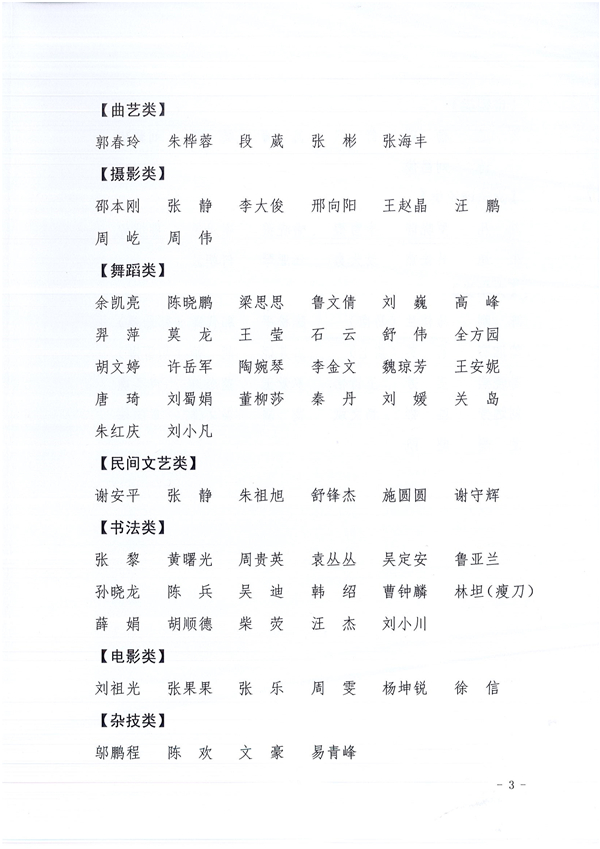 【曲艺类】
郭春玲 朱桦蓉 段葳 张彬 张海丰
【摄影类】
邵本刚 张静 李大俊 邢向阳 王赵晶 汪鹏
周屹 周伟
【舞蹈类】
余凯亮 陈晓鹏 梁思思 鲁文倩 刘巍 高峰
羿萍 莫龙 王莹 石云 舒伟 全方园
胡文婷 许岳军 陶婉琴 李金文 魏琼芳 王安妮
唐琦 刘蜀娟 董柳莎 秦丹 刘媛 关岛
朱红庆 刘小凡
【民间文艺类】
谢安平 张静 朱祖旭 舒锋杰 施圆圆 谢守辉
【书法类】
张黎 黄曙光 周贵英 袁丛丛 吴定安 鲁亚兰
孙晓龙 陈兵 吴迪 韩绍 曹钟麟 林坦(瘦刀)
薛娟 胡顺德 柴荧 汪杰 刘小川
【电影类】
刘祖光 张果果 张乐 周雯 杨坤锐 徐信
【杂技类】
邬鹏程 陈欢 文豪 易青峰
- 3 -